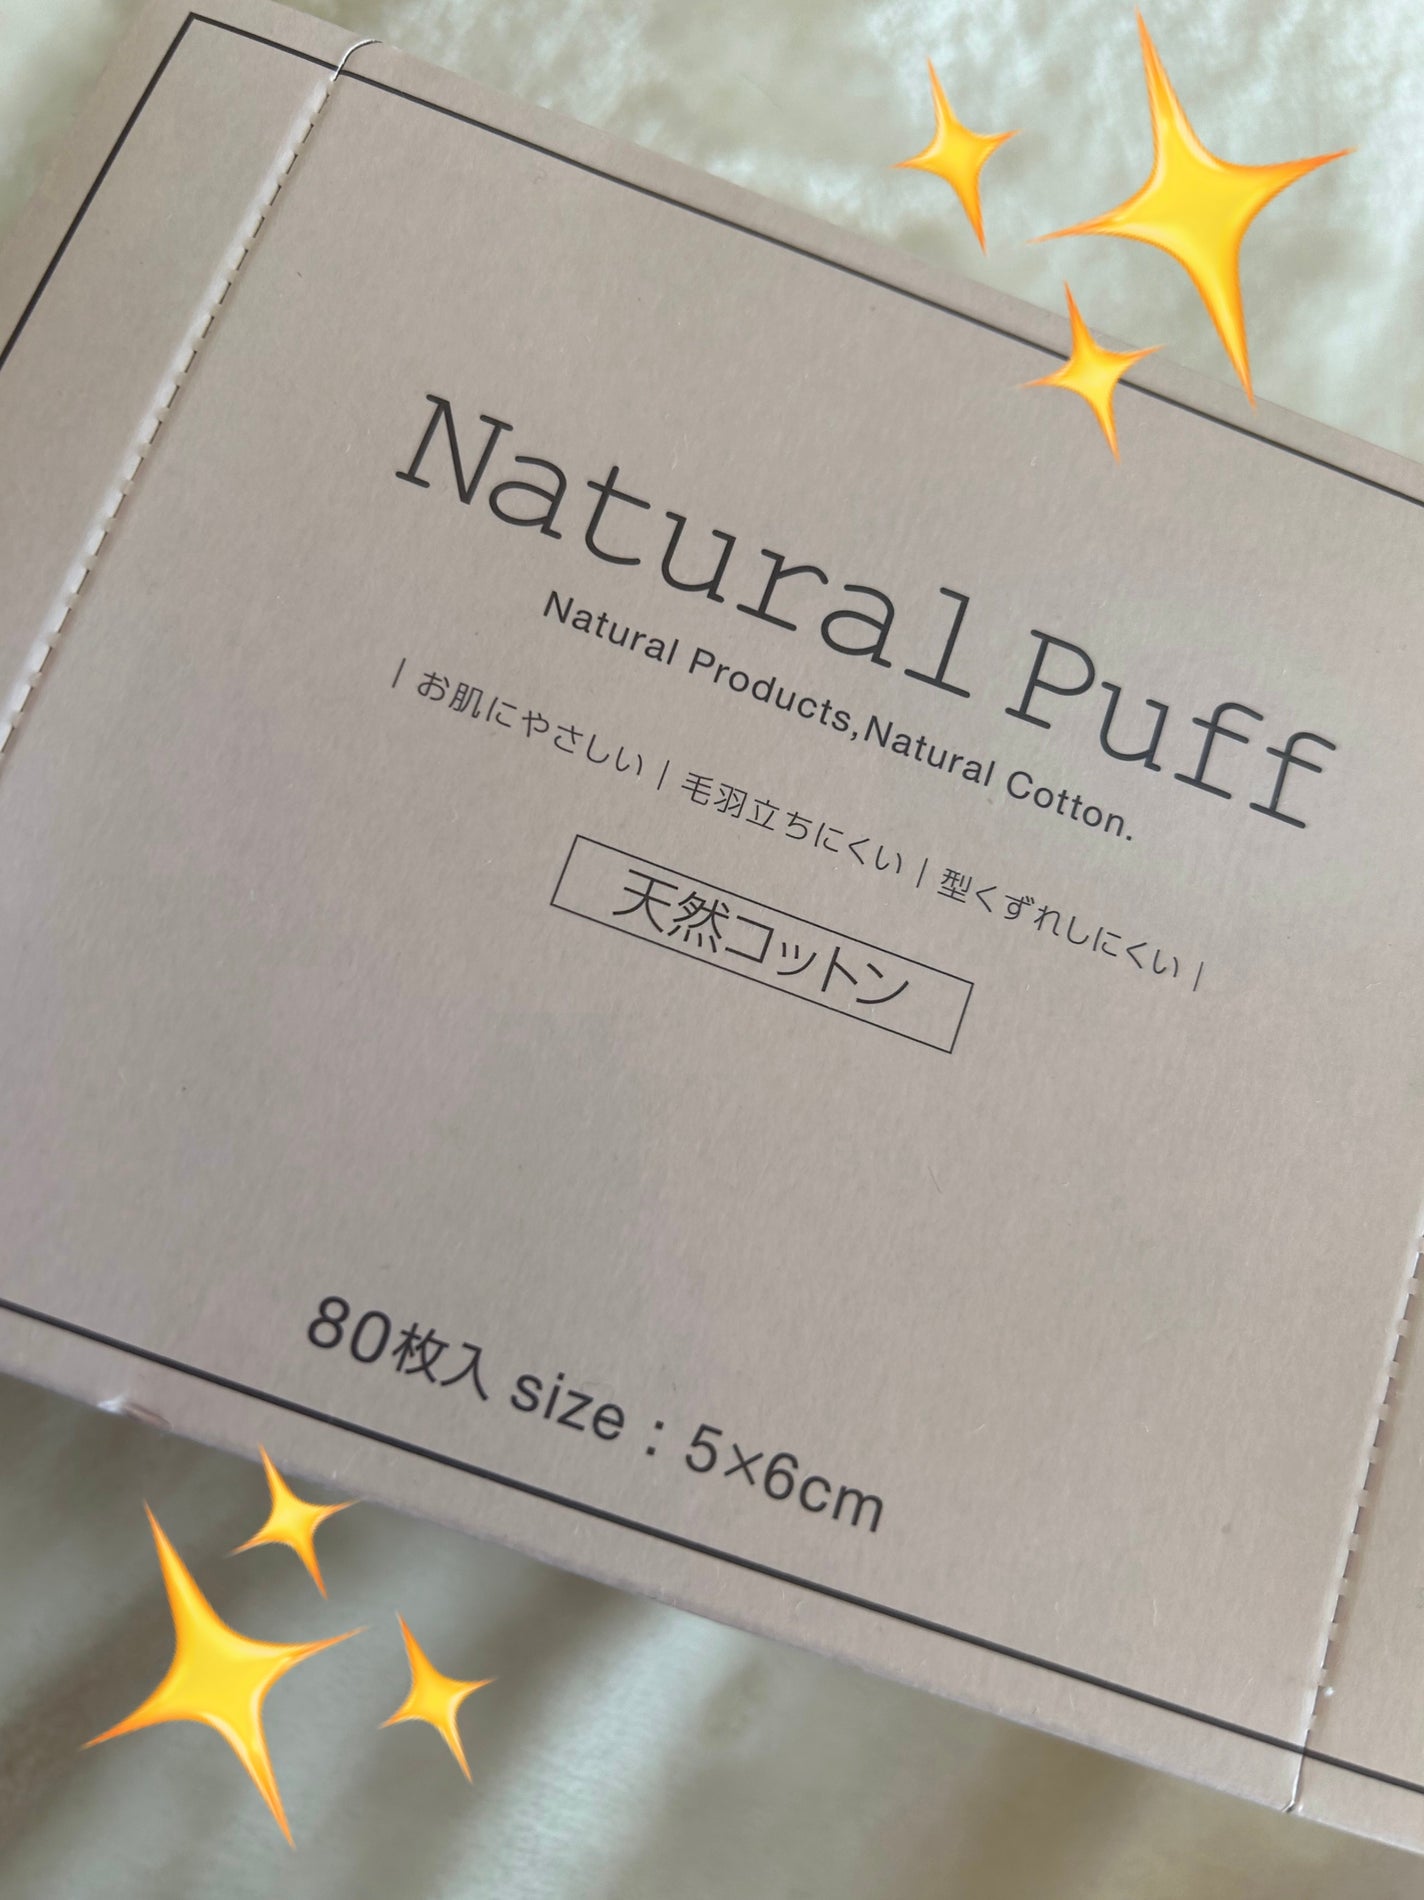 Natural Puff
Natural Products,Natural Cotton.
|お肌にやさしい|毛羽立ちにくい|型くずれしにくい|
天然コットン
80枚入 size：5×6cm